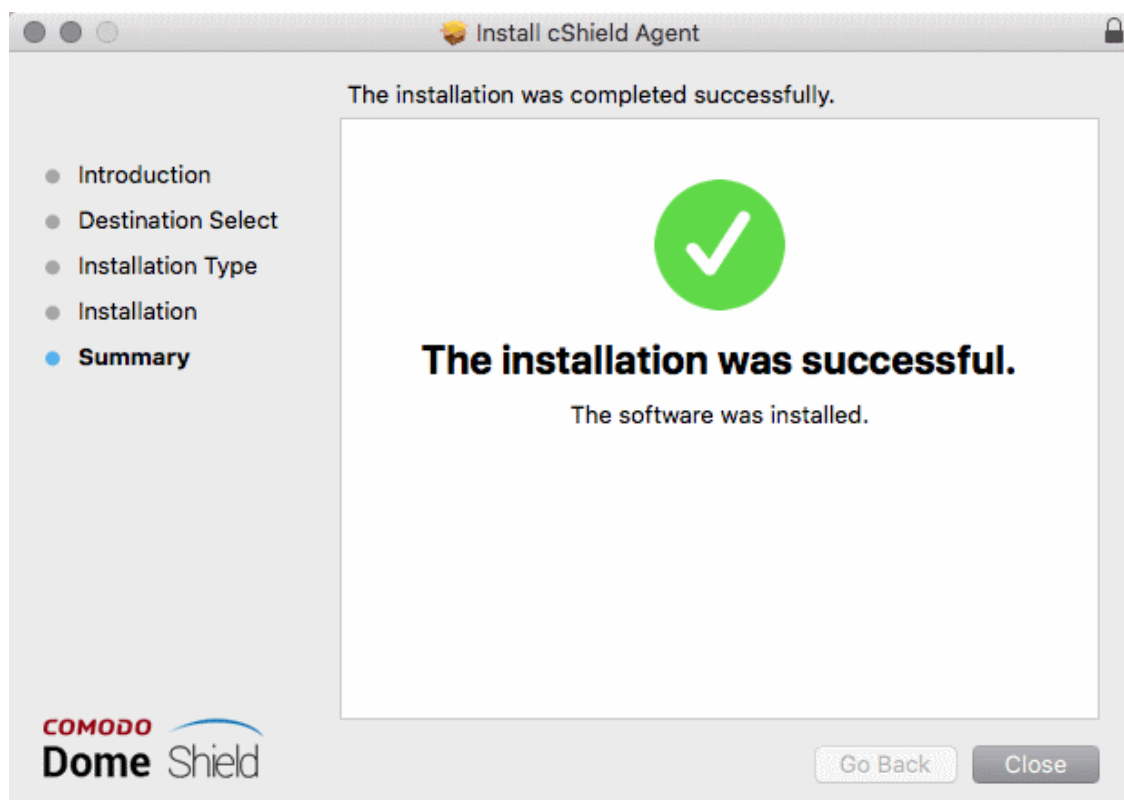 Install cShield Agent
The installation was completed successfully.
Introduction
Destination Select
Installation Type
Installation
Summary
The installation was successful.
The software was installed.
COMODO
Dome Shield
Go Back
Close